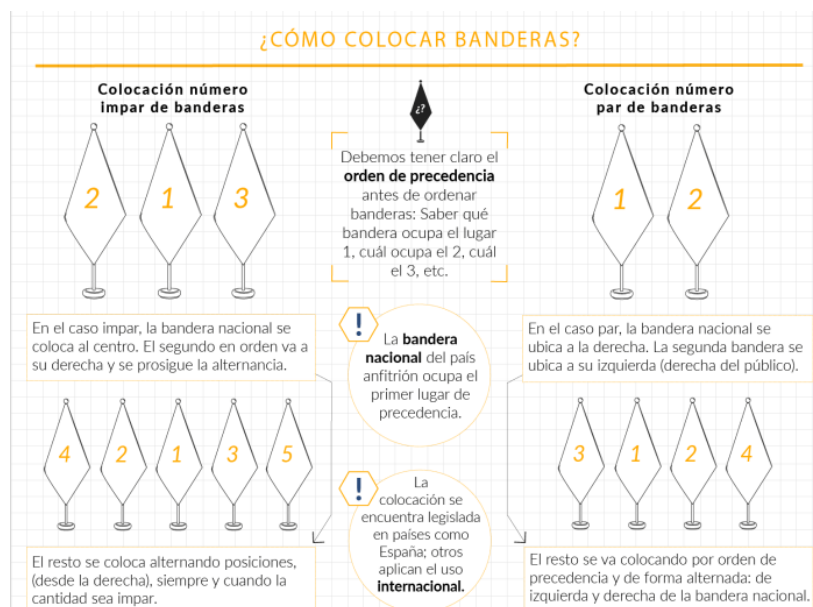 ¿CÓMO COLOCAR BANDERAS?
Colocación número
impar de banderas
2
1
3
En el caso impar, la bandera nacional se
coloca al centro. El segundo en orden va a
su derecha y se prosigue la alternancia.
4
2
1
3
5
El resto se coloca alternando posiciones,
(desde la derecha), siempre y cuando la
cantidad sea impar.
¿?
Debemos tener claro el
orden de precedencia
antes de ordenar
banderas: Saber qué
bandera ocupa el lugar
1, cuál ocupa el 2, cuál
el 3, etc.
!
La bandera
nacional del país
anfitrión ocupa el
primer lugar de
precedencia.
!
La
colocación se
encuentra legislada
en países como
España; otros
aplican el uso
internacional.
Colocación número
par de banderas
1
2
En el caso par, la bandera nacional se
ubica a la derecha. La segunda bandera se
ubica a su izquierda (derecha del público).
3
1
2
4
El resto se va colocando por orden de
precedencia y de forma alternada: de
izquierda y derecha de la bandera nacional.